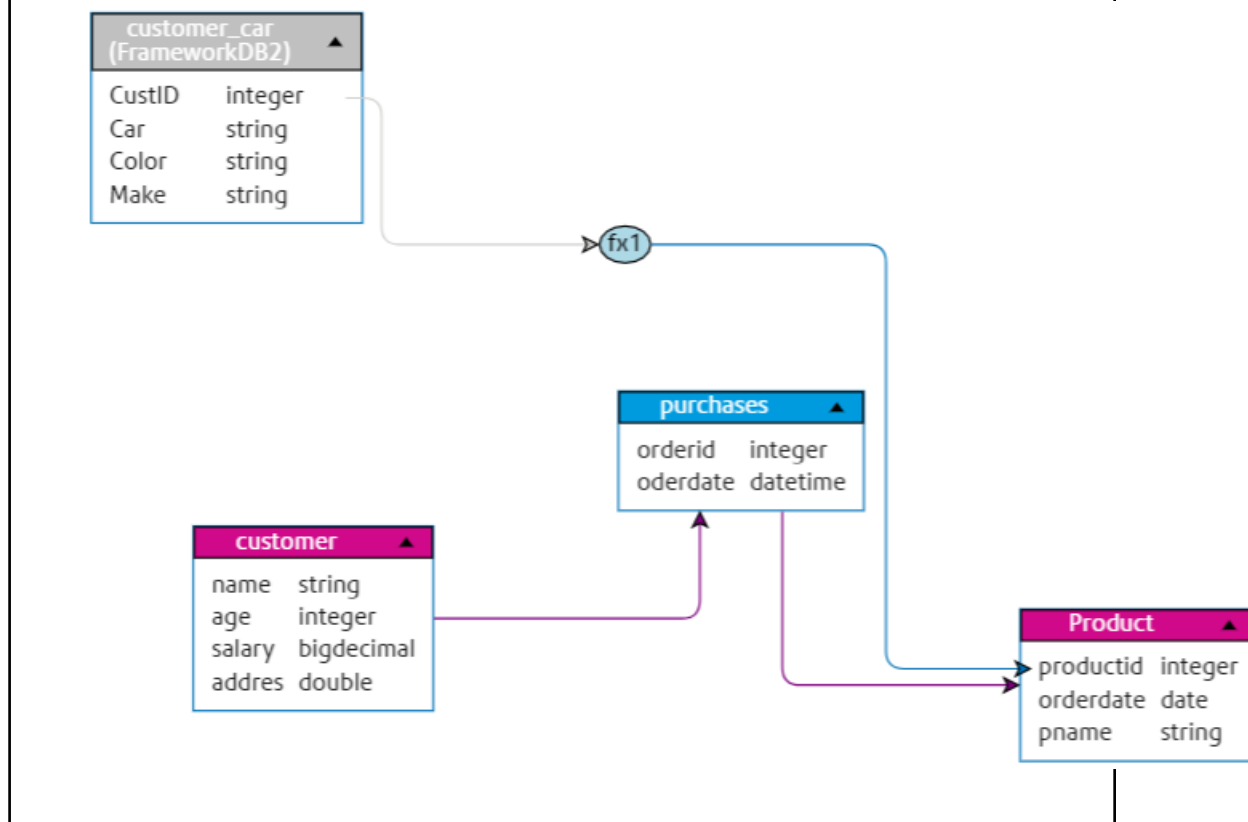 customer_car
(FrameworkDB2)
CustID integer
Car string
Color string
Make string
fx1
purchases
orderid integer
oderdate datetime
customer
name string
age integer
salary bigdecimal
addres double
Product
productid integer
orderdate date
pname string